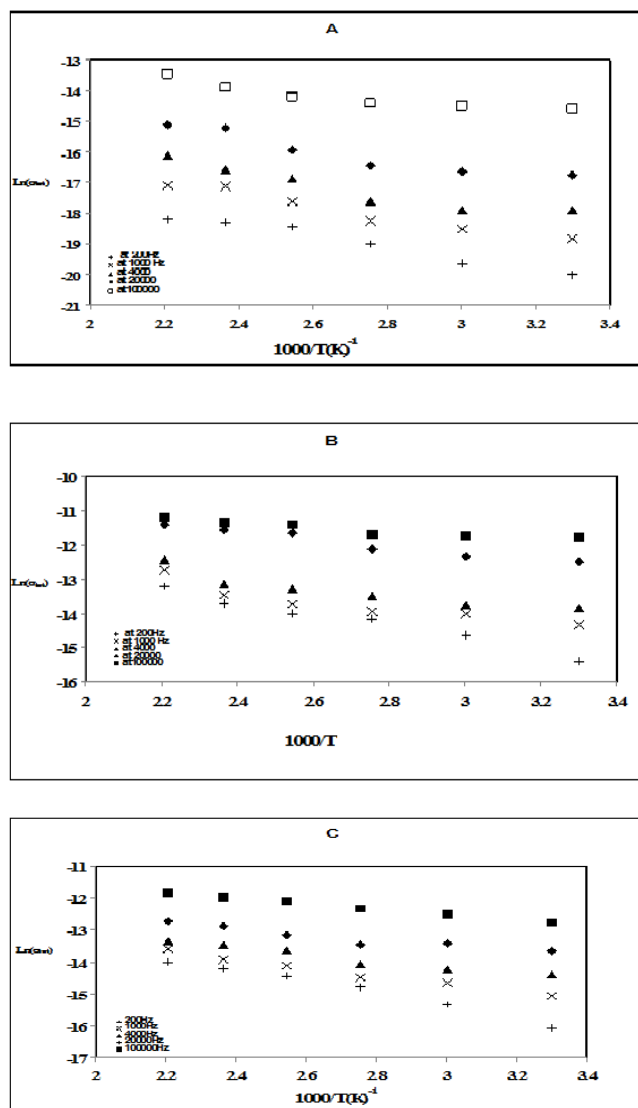 A
-13
-14
-15
-16
-17
-18
-19
-20
-21
2 2.2 2.4 2.6 2.8 3 3.2 3.4
at 200Hz
at 1000 Hz
at 4000
at 20000
at 100000
1000/T(K)-1
B
-10
-11
-12
-13
-14
-15
-16
2 2.2 2.4 2.6 2.8 3 3.2 3.4
at 200Hz
at 1000 Hz
at 4000
at 20000
at 100000
1000/T
C
-11
-12
-13
-14
-15
-16
-17
2 2.2 2.4 2.6 2.8 3 3.2 3.4
200Hz
1000Hz
4000Hz
20000Hz
100000Hz
1000/T(K)-1